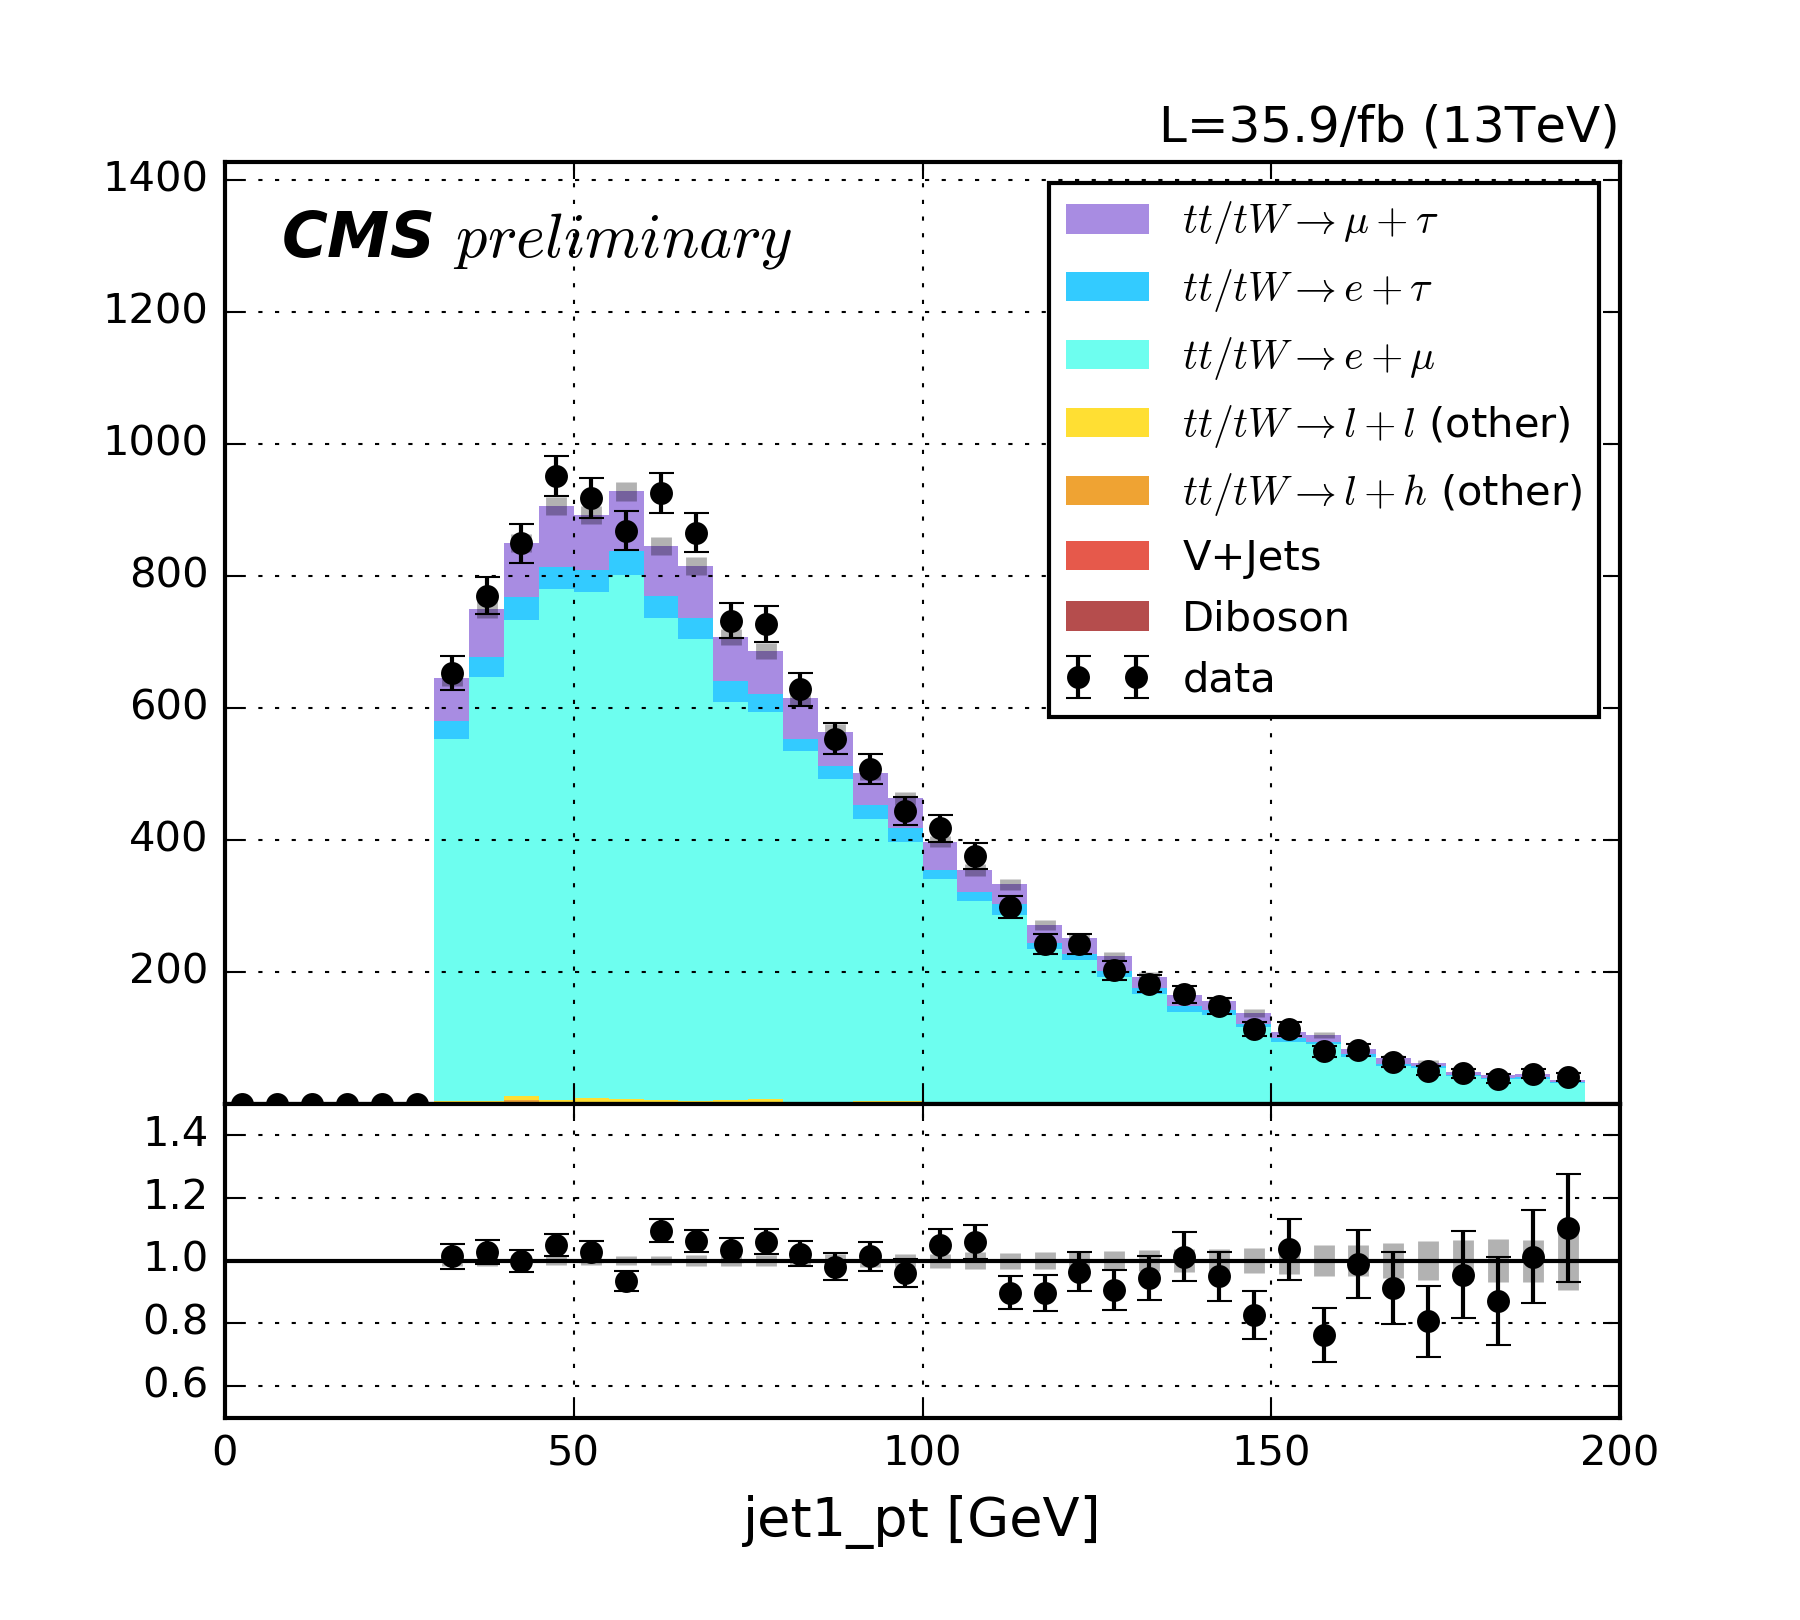 L=35.9/fb (13TeV)
CMS preliminary
1400
1200
1000
800
600
400
200
tt/tW → μ + τ
tt/tW → e + τ
tt/tW → e + μ
tt/tW → l + l (other)
tt/tW → l + h (other)
V+Jets
Diboson
data
1.4
1.2
1.0
0.8
0.6
0 50 100 150 200
jet1_pt [GeV]